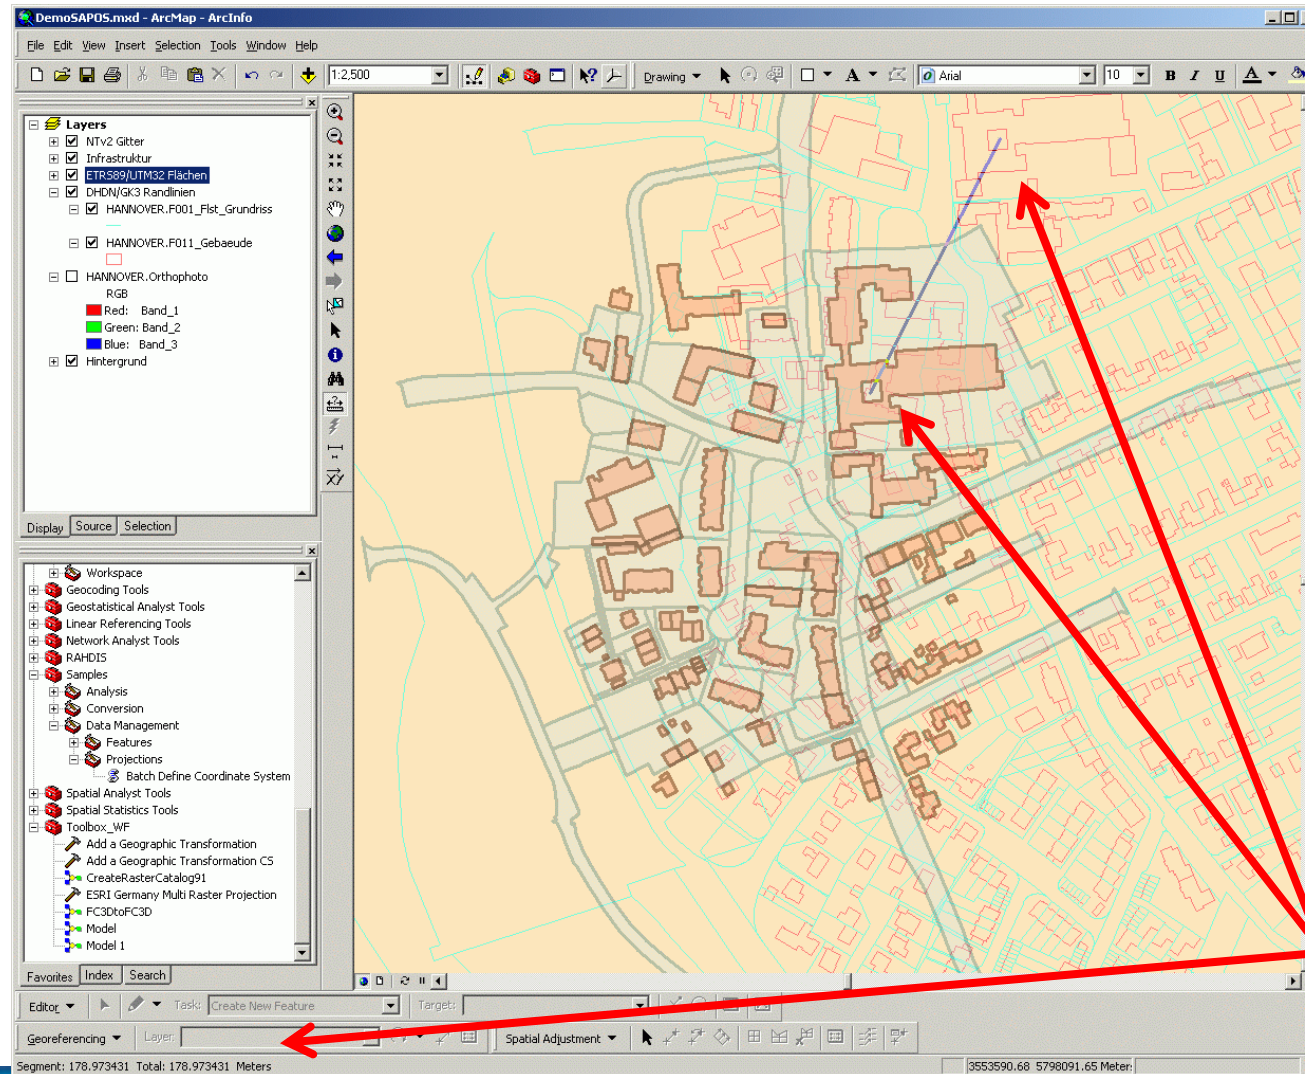 DemoSAPOS.mxd - ArcMap - ArcInfo
File Edit View Insert Selection Tools Window Help
1:2,500 Drawing A Arial 10 B I U A
Layers
NTv2 Gitter
Infrastruktur
ETRS89/UTM32 Flächen
DHDN/GK3 Randlinien
HANNOVER.F001_Flst_Grundriss
HANNOVER.F011_Gebaeude
HANNOVER.Orthophoto
RGB
Red: Band_1
Green: Band_2
Blue: Band_3
Hintergrund
Display Source Selection
Workspace
Geocoding Tools
Geostatistical Analyst Tools
Linear Referencing Tools
Network Analyst Tools
RAHDIS
Samples
Analysis
Conversion
Data Management
Features
Projections
Batch Define Coordinate System
Spatial Analyst Tools
Spatial Statistics Tools
Toolbox_WF
Add a Geographic Transformation
Add a Geographic Transformation CS
CreateRasterCatalog91
ESRI Germany Multi Raster Projection
FC3DtoFC3D
Model
Model 1
Favorites Index Search
Editor Task: Create New Feature Target:
Georeferencing Layer: Spatial Adjustment
Segment: 178.973431 Total: 178.973431 Meters 3553590.68 5798091.65 Meter: